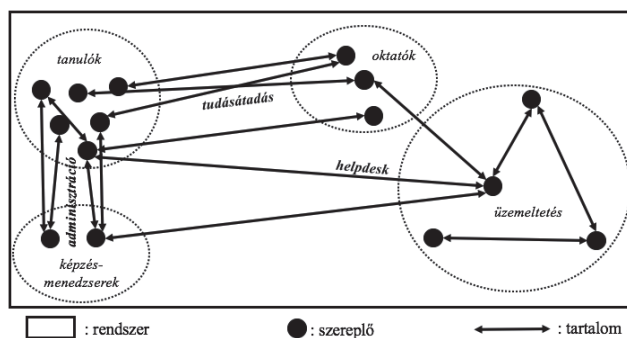 tanulók
oktatók
tudásátadás
adminisztráció
helpdesk
üzemeltetés
képzés-
menedzserek
: rendszer
: szereplő
: tartalom